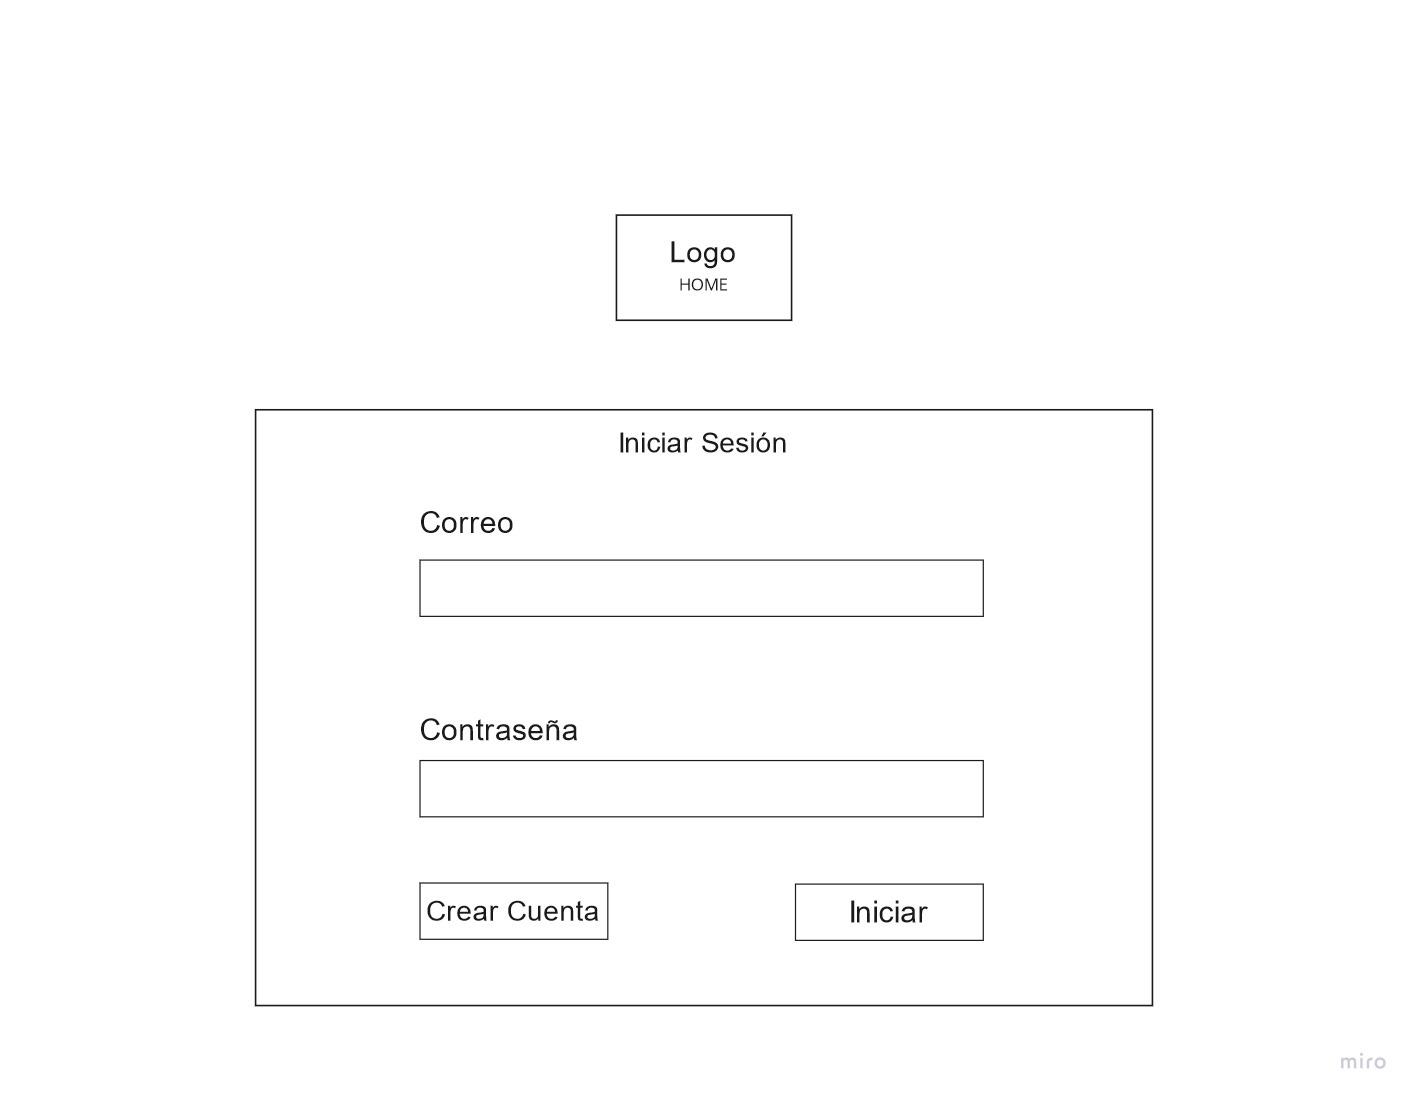 Logo
HOME
Iniciar Sesión
Correo
Contraseña
Crear Cuenta
Iniciar
miro